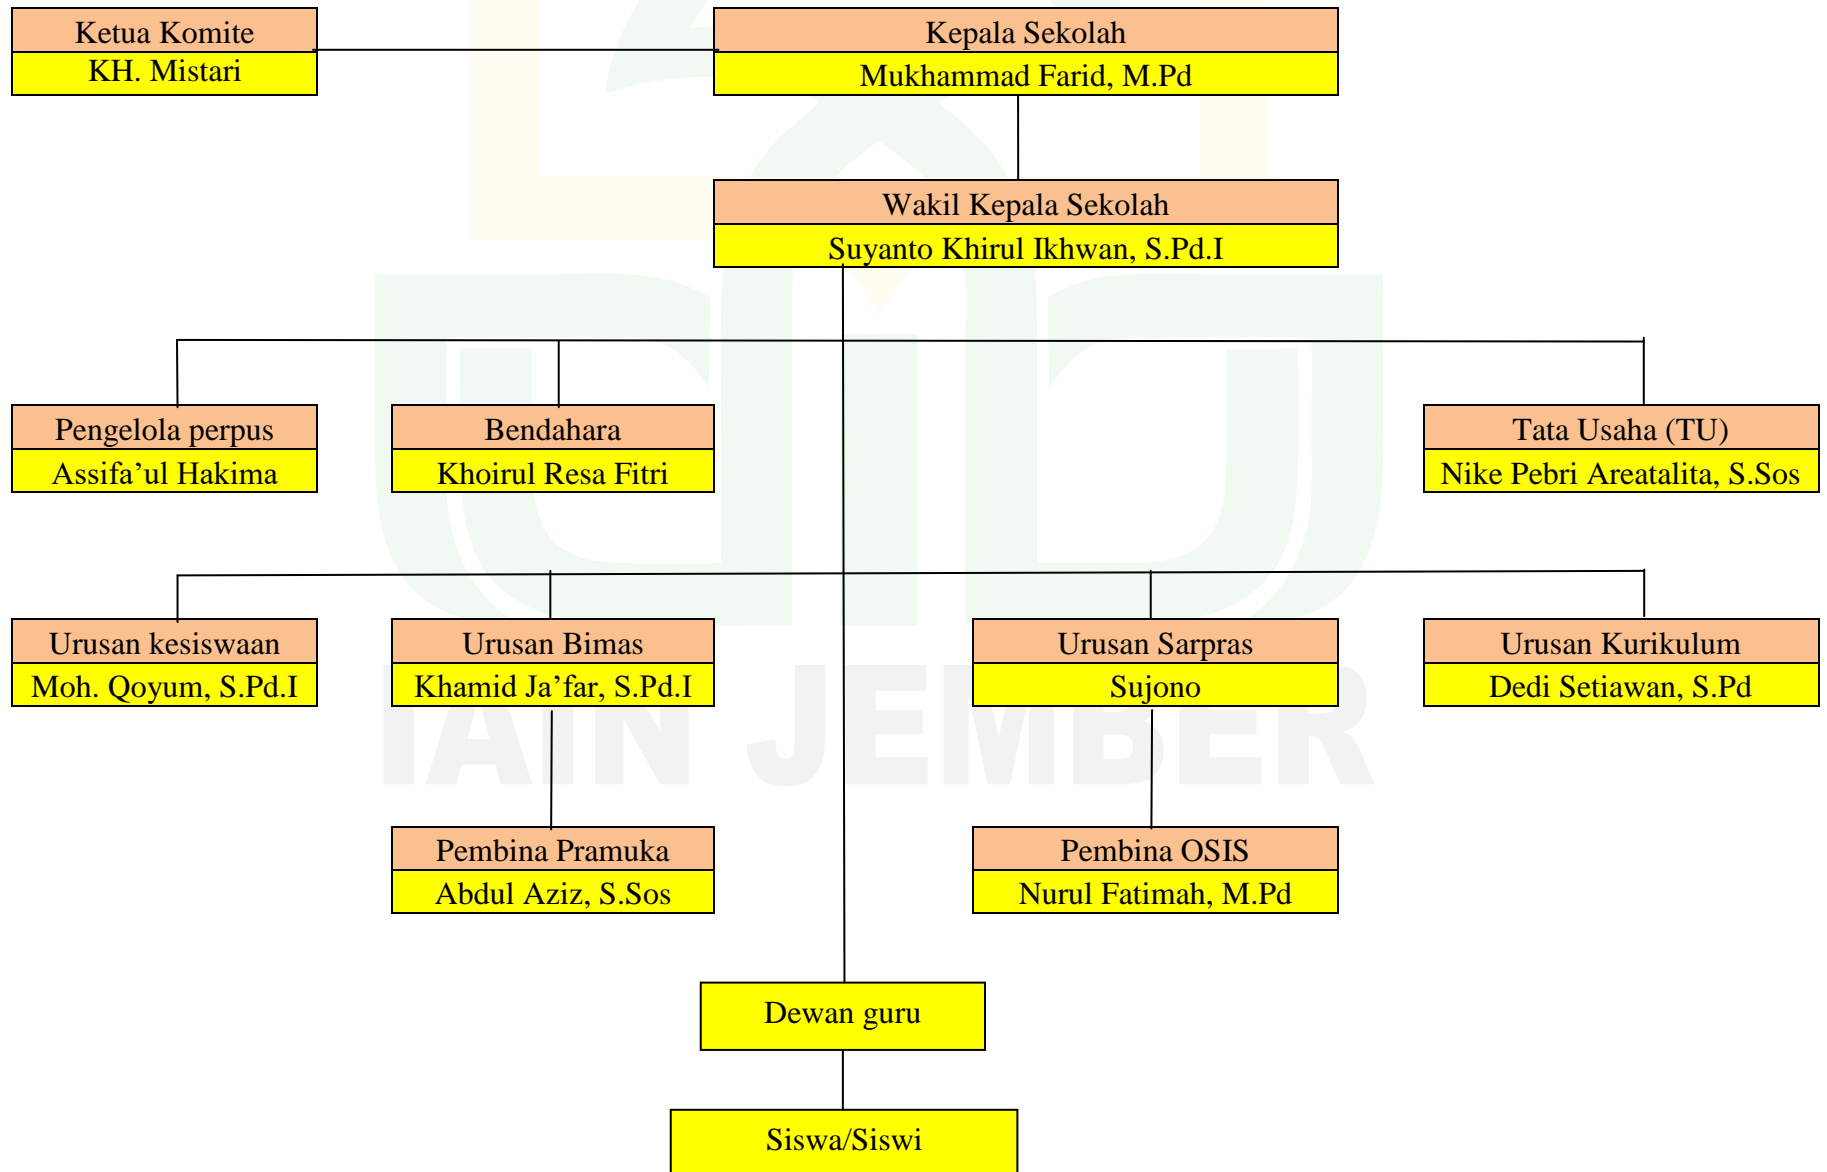 Ketua Komite
KH. Mistari
Kepala Sekolah
Mukhammad Farid, M.Pd
Wakil Kepala Sekolah
Suyanto Khirul Ikhwan, S.Pd.I
Pengelola perpus
Assifa’ul Hakima
Bendahara
Khoirul Resa Fitri
Tata Usaha (TU)
Nike Pebri Areatalita, S.Sos
Urusan kesiswaan
Moh. Qoyum, S.Pd.I
Urusan Bimas
Khamid Ja’far, S.Pd.I
Urusan Sarpras
Sujono
Urusan Kurikulum
Dedi Setiawan, S.Pd
IAIN JEMBER
Pembina Pramuka
Abdul Aziz, S.Sos
Pembina OSIS
Nurul Fatimah, M.Pd
Dewan guru
Siswa/Siswi